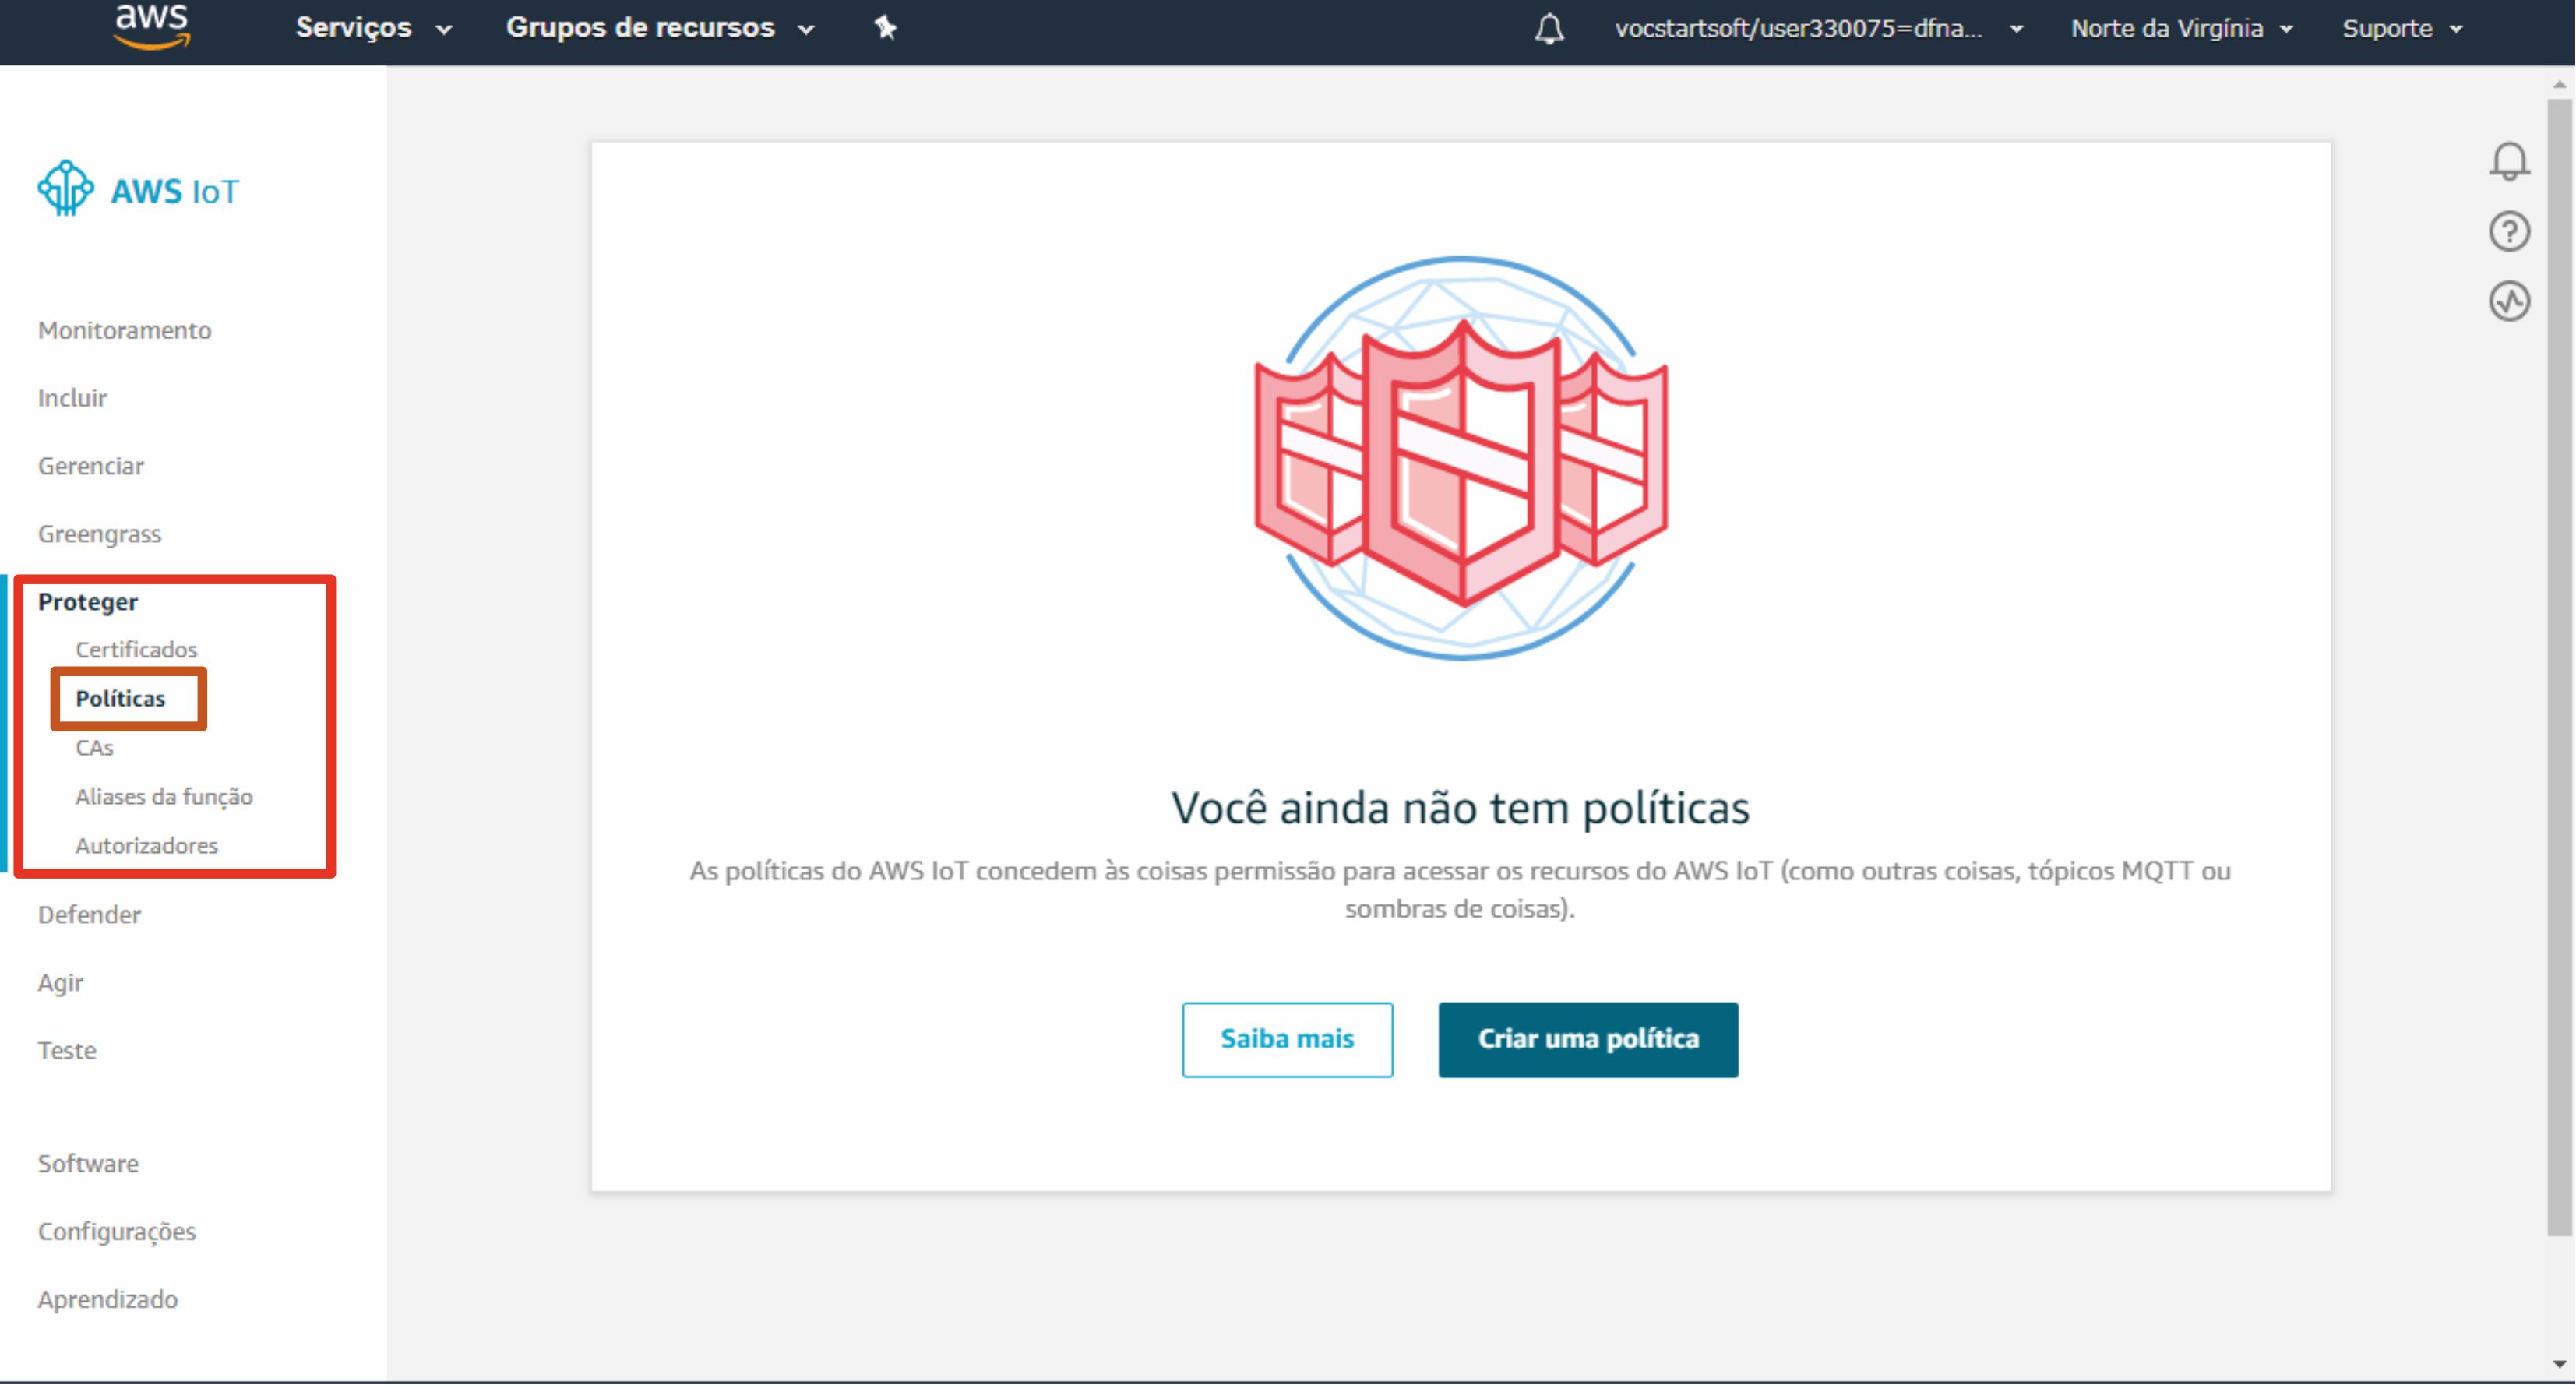 aws
Serviços
Grupos de recursos
vocstartsoft/user330075=dfna...
Norte da Virgínia
Suporte
AWS IoT
Monitoramento
Incluir
Gerenciar
Greengrass
Proteger
Certificados
Políticas
CAs
Aliases da função
Autorizadores
Defender
Agir
Teste
Software
Configurações
Aprendizado
Você ainda não tem políticas
As políticas do AWS IoT concedem às coisas permissão para acessar os recursos do AWS IoT (como outras coisas, tópicos MQTT ou
sombras de coisas).
Saiba mais
Criar uma política